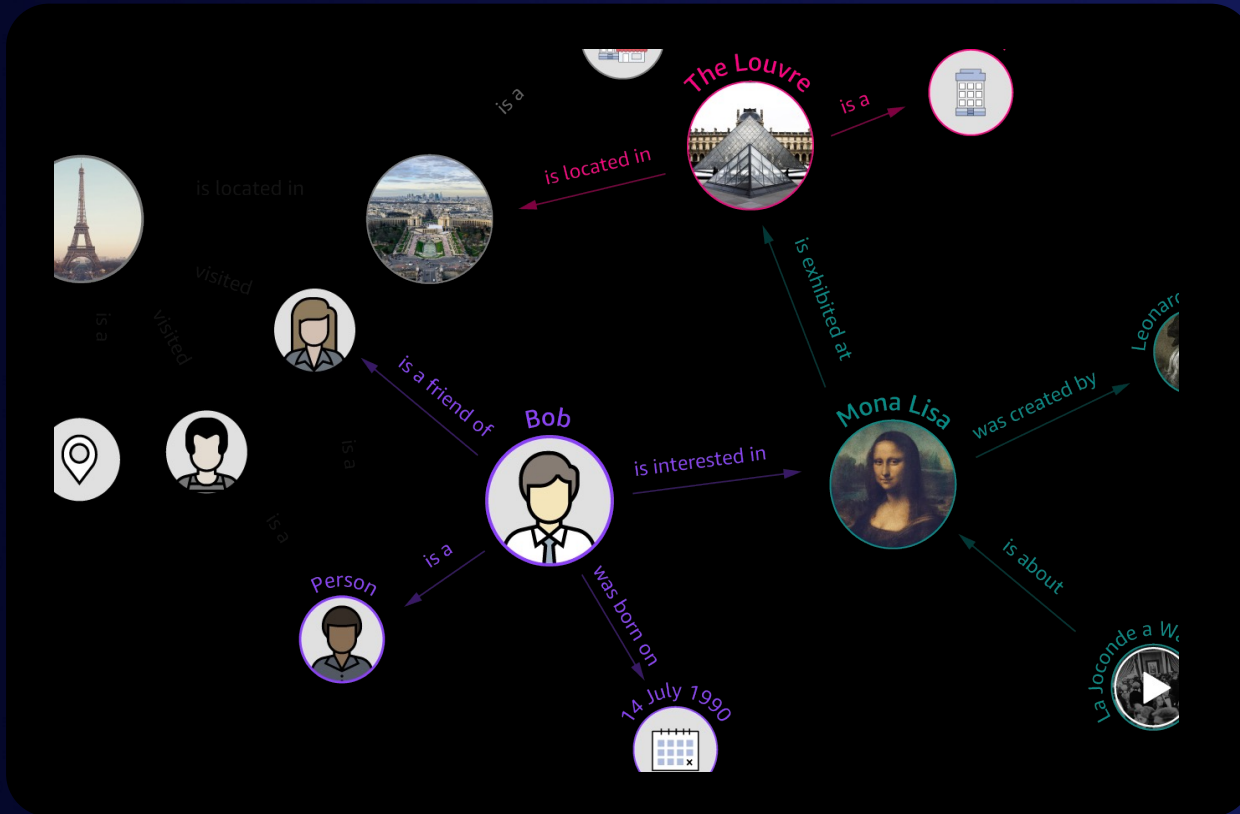 The Louvre
is a
is a
is located in
is located in
visited
is exhibited at
is a
visited
is a friend of
was created by
Mona Lisa
Bob
is a
is interested in
is a
is about
is a
Person
was born on
La Joconde a
14 July 1990